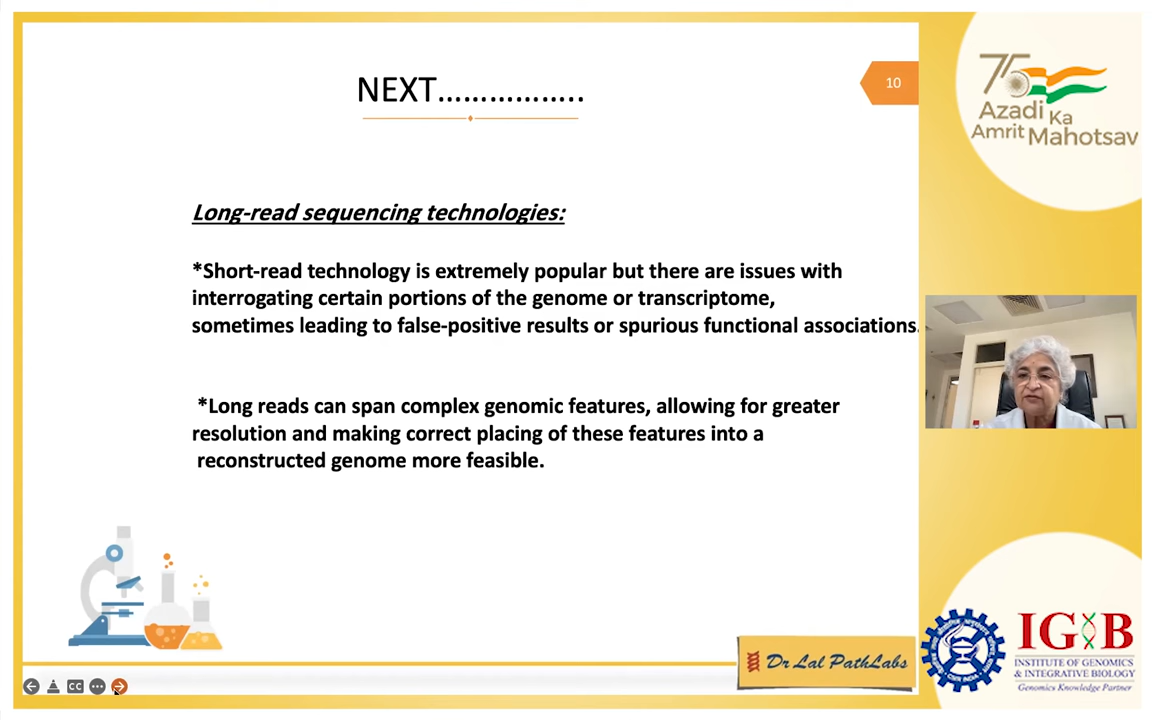 NEXT……………..
10
Long-read sequencing technologies:
*Short-read technology is extremely popular but there are issues with
interrogating certain portions of the genome or transcriptome,
sometimes leading to false-positive results or spurious functional associations.
*Long reads can span complex genomic features, allowing for greater
resolution and making correct placing of these features into a
reconstructed genome more feasible.
Dr Lal PathLabs
CC
75
Azadi Ka
Amrit Mahotsav
IGIB
INSTITUTE OF GENOMICS
& INTEGRATIVE BIOLOGY
Genomics Knowledge Partner